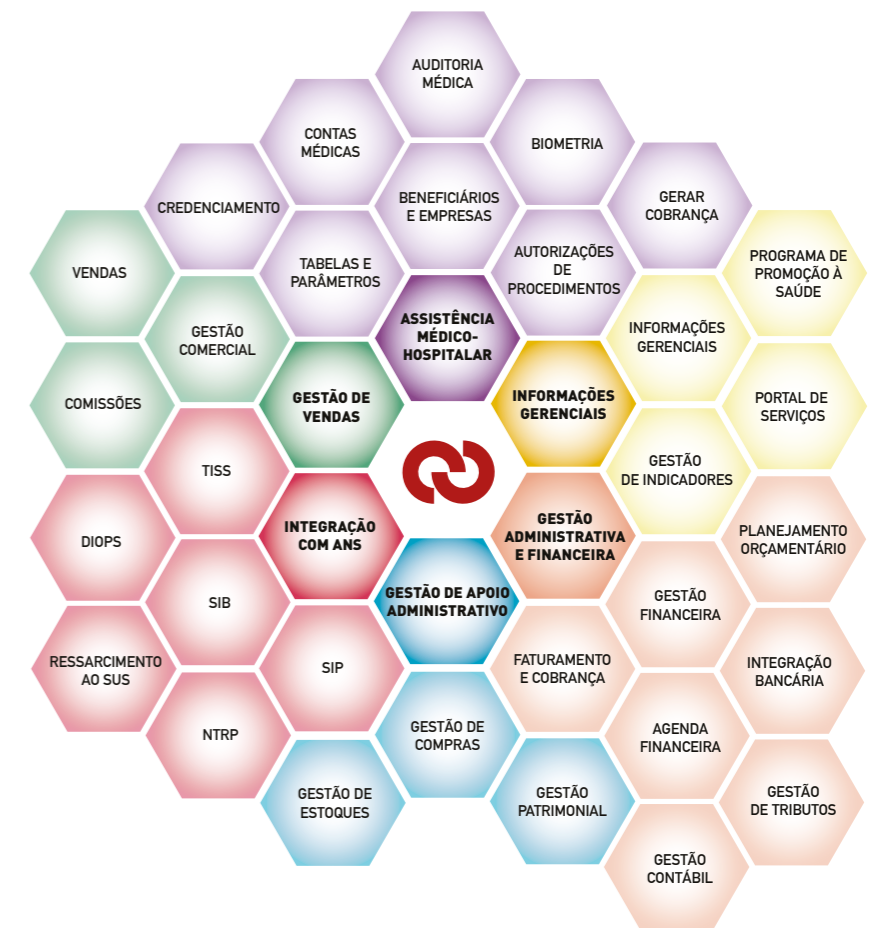 AUDITORIA
MÉDICA
CONTAS
MÉDICAS
BIOMETRIA
CREDENCIAMENTO
BENEFICIÁRIOS
E EMPRESAS
GERAR
COBRANÇA
VENDAS
TABELAS E
PARÂMETROS
AUTORIZAÇÕES
DE
PROCEDIMENTOS
PROGRAMA DE
PROMOÇÃO À
SAÚDE
GESTÃO
COMERCIAL
ASSISTÊNCIA
MÉDICO-
HOSPITALAR
INFORMAÇÕES
GERENCIAIS
COMISSÕES
GESTÃO DE
VENDAS
INFORMAÇÕES
GERENCIAIS
PORTAL DE
SERVIÇOS
TISS
GESTÃO
DE INDICADORES
DIOPS
INTEGRAÇÃO
COM ANS
GESTÃO
ADMINISTRATIVA
E FINANCEIRA
PLANEJAMENTO
ORÇAMENTÁRIO
SIB
GESTÃO DE APOIO
ADMINISTRATIVO
GESTÃO
FINANCEIRA
RESSARCIMENTO
AO SUS
SIP
FATURAMENTO
E COBRANÇA
INTEGRAÇÃO
BANCÁRIA
NTRP
GESTÃO DE
COMPRAS
AGENDA
FINANCEIRA
GESTÃO DE
ESTOQUES
GESTÃO
PATRIMONIAL
GESTÃO
DE TRIBUTOS
GESTÃO
CONTÁBIL